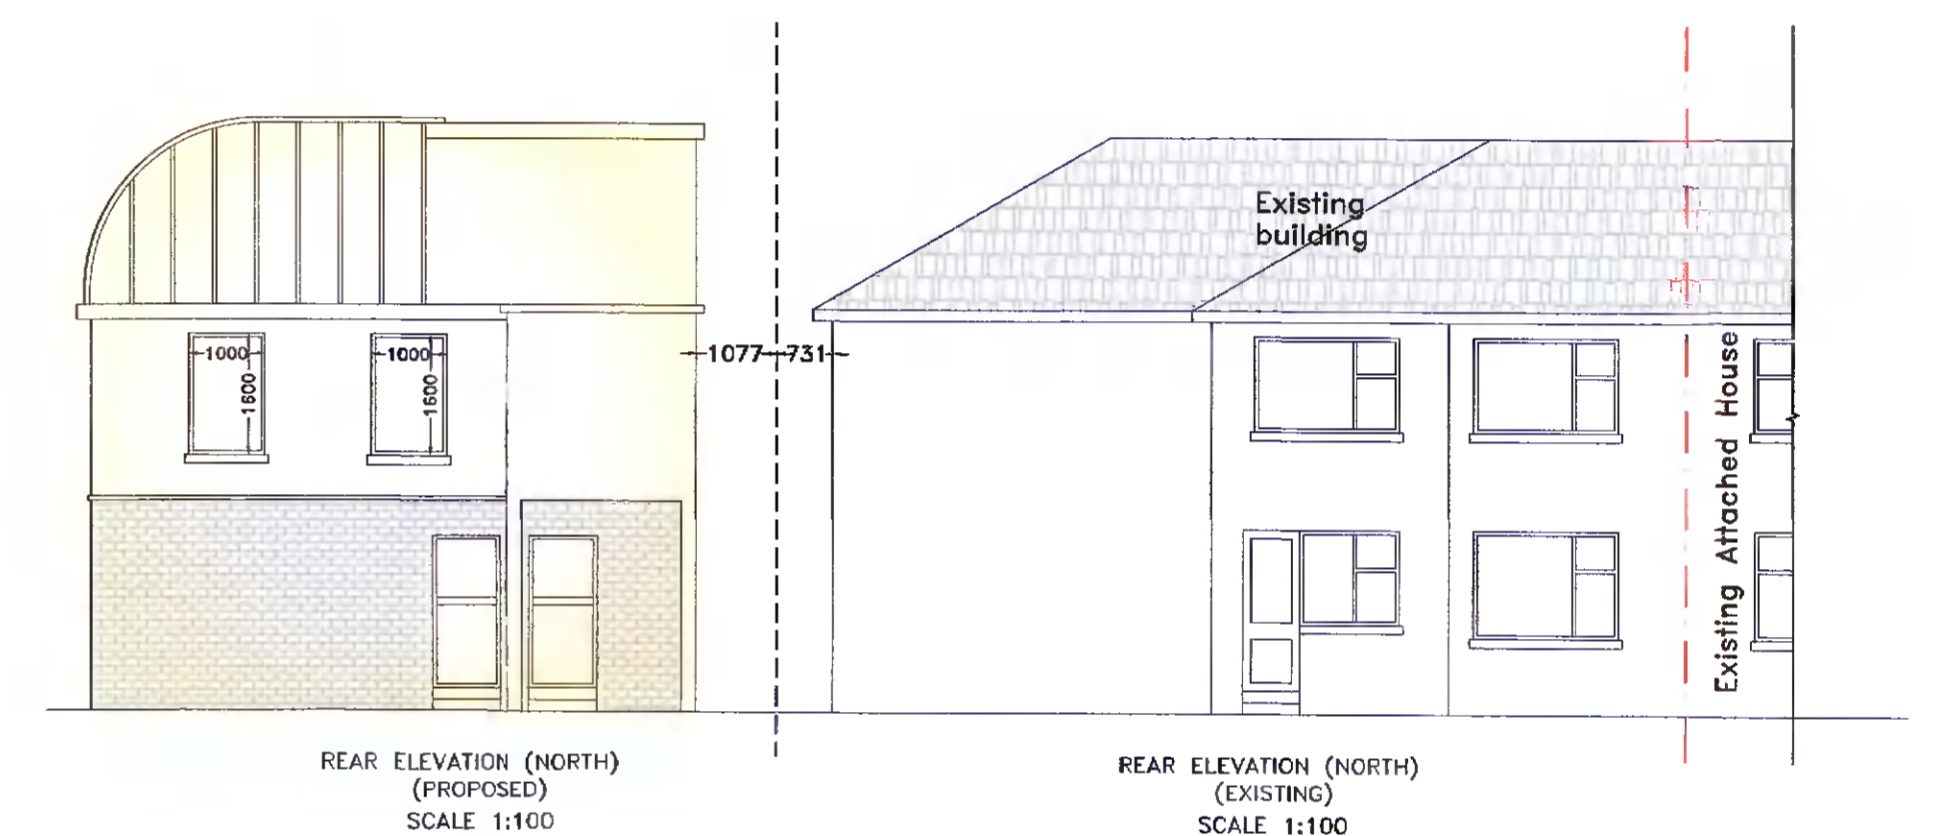 Existing
building
1000
1600
1000
1600
1077
731
Existing Attached House
REAR ELEVATION (NORTH)
(PROPOSED)
SCALE 1:100
REAR ELEVATION (NORTH)
(EXISTING)
SCALE 1:100